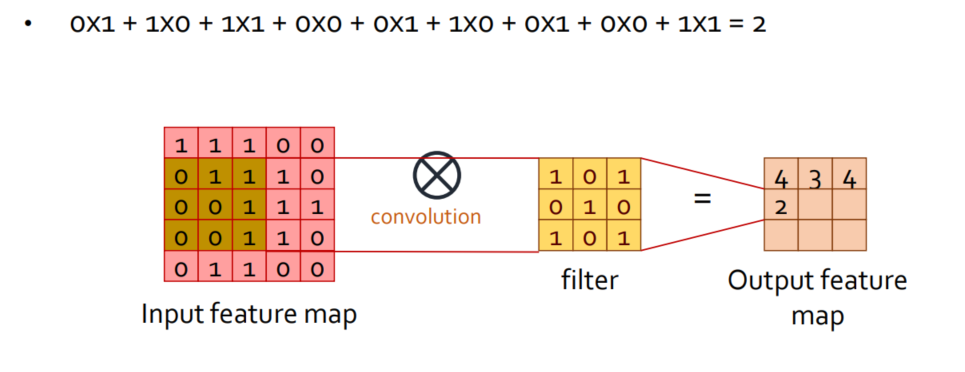 • 0X1 + 1X0 + 1X1 + 0X0 + 0X1 + 1X0 + 0X1 + 0X0 + 1X1 = 2
1 1 1 0 0
0 1 1 1 0
0 0 1 1 1
0 0 1 1 0
0 1 1 0 0
Input feature map
convolution
1 0 1
0 1 0
1 0 1
filter
=
4 3 4
2
Output feature
map